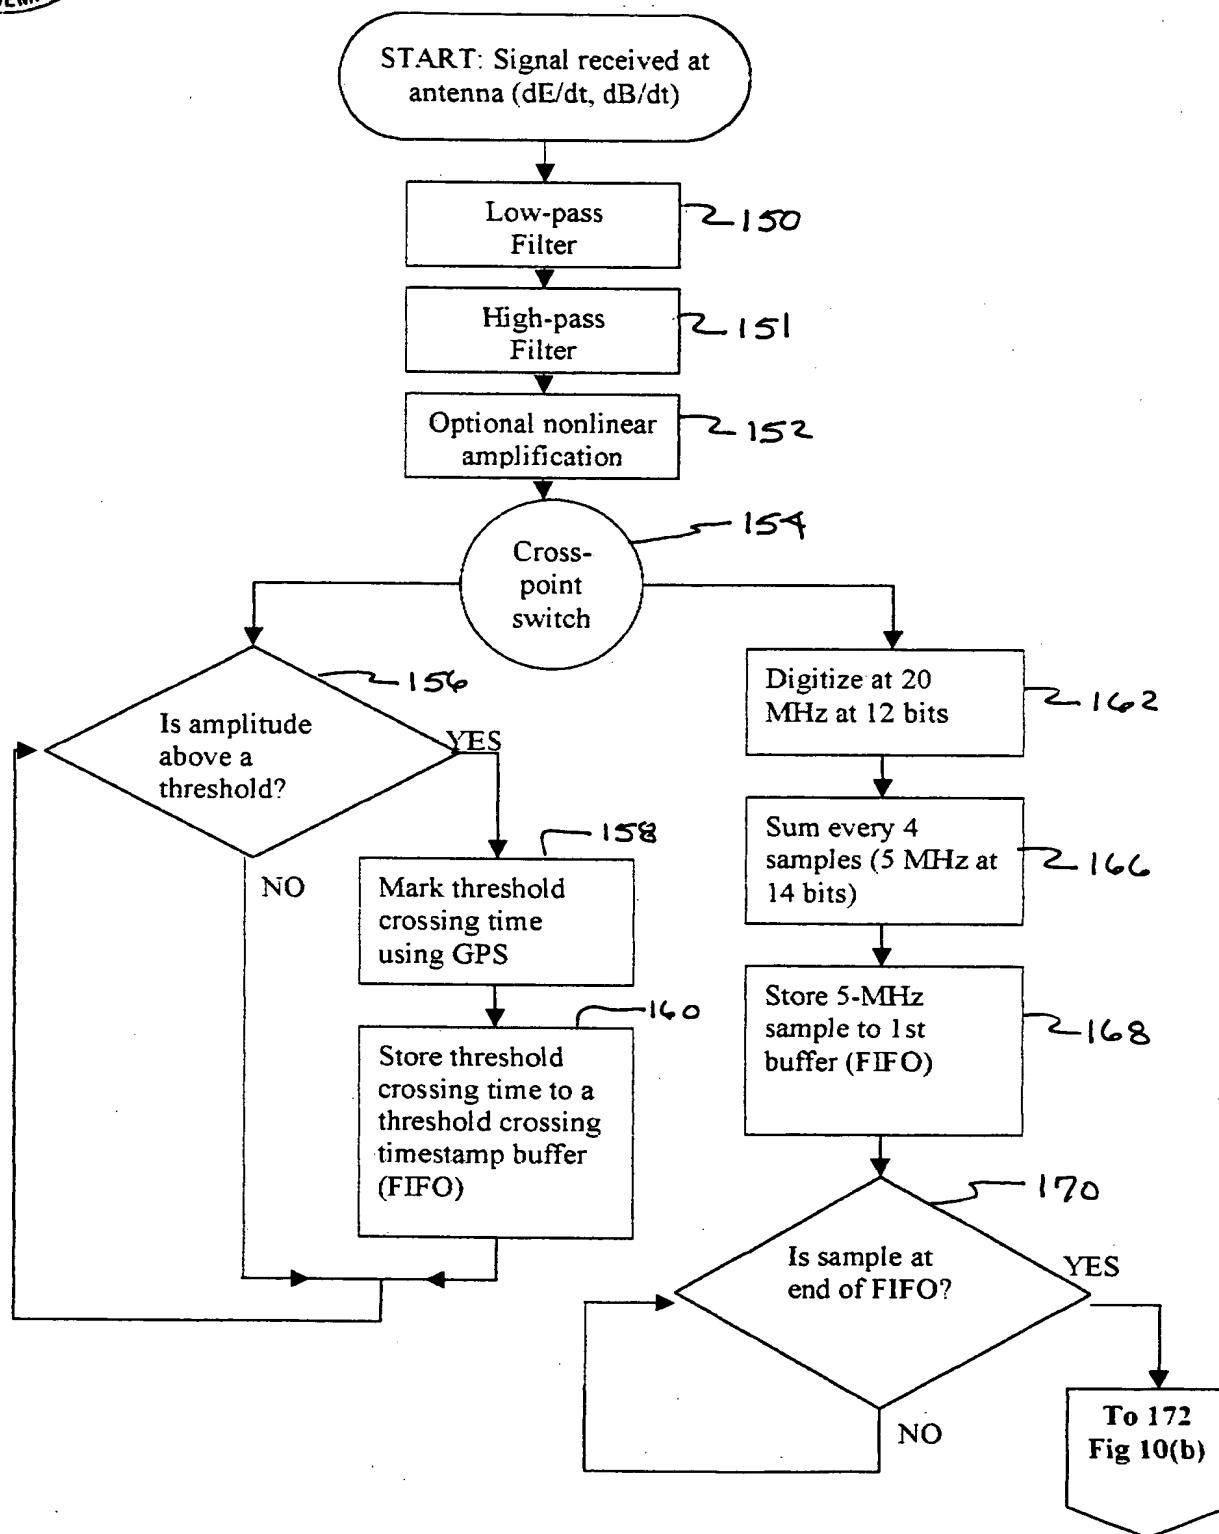 START: Signal received at
antenna (dE/dt, dB/dt)
Low-pass
Filter
150
High-pass
Filter
151
Optional nonlinear
amplification
152
Cross-
point
switch
154
Is amplitude
above a
threshold?
156
YES
NO
Mark threshold
crossing time
using GPS
158
Store threshold
crossing time to a
threshold crossing
timestamp buffer
(FIFO)
160
Digitize at 20
MHz at 12 bits
162
Sum every 4
samples (5 MHz at
14 bits)
166
Store 5-MHz
sample to 1st
buffer (FIFO)
168
Is sample at
end of FIFO?
170
YES
NO
To 172
Fig 10(b)